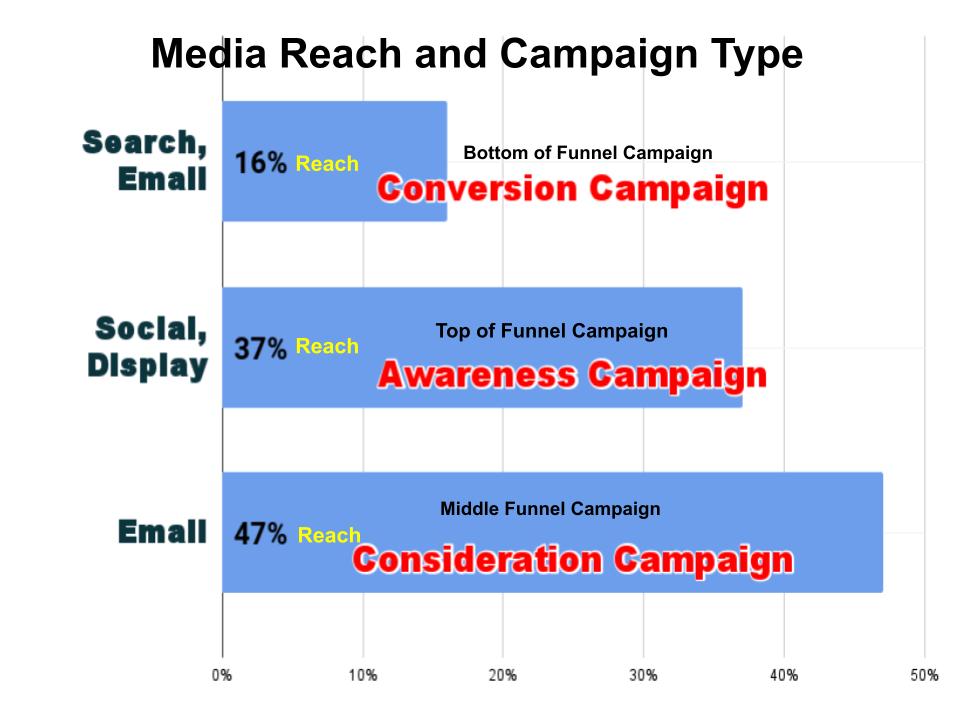 Media Reach and Campaign Type
Search,
Email
16% Reach
Bottom of Funnel Campaign
Conversion Campaign
Social,
Display
37% Reach
Top of Funnel Campaign
Awareness Campaign
Email
47% Reach
Middle Funnel Campaign
Consideration Campaign
0% 10% 20% 30% 40% 50%